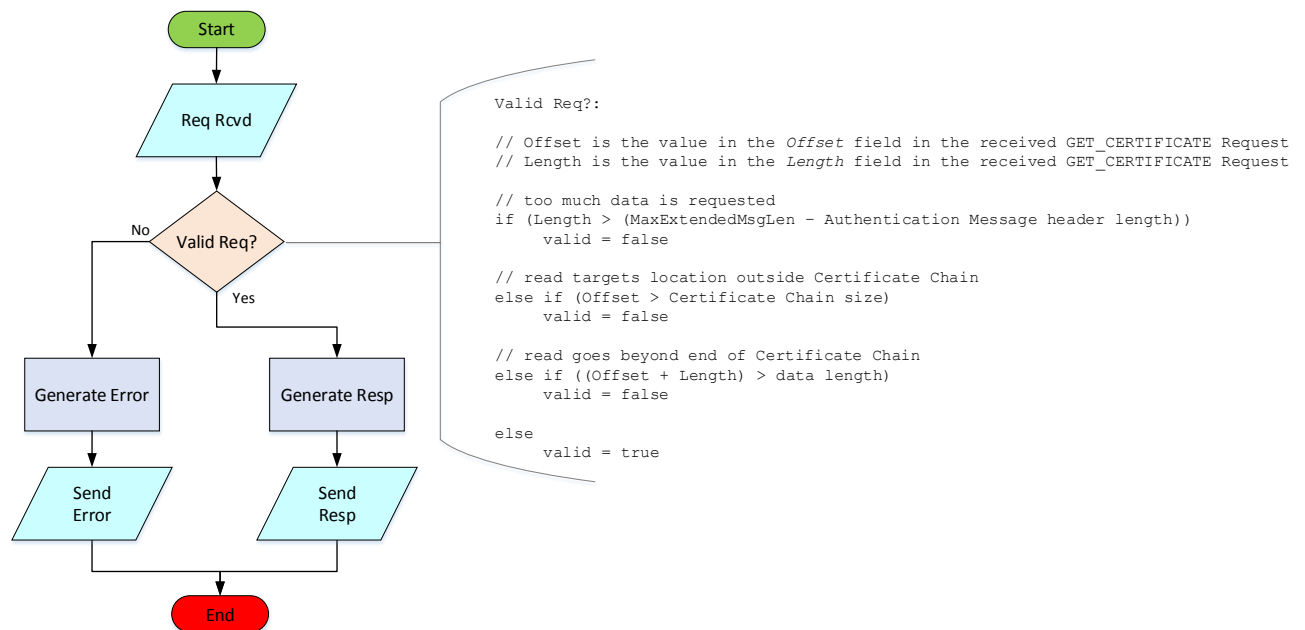 Start
Req Rcvd
Valid Req?
No
Yes
Generate Error
Generate Resp
Send
Error
Send
Resp
End
Valid Req?:
// Offset is the value in the Offset field in the received GET_CERTIFICATE Request
// Length is the value in the Length field in the received GET_CERTIFICATE Request
// too much data is requested
if (Length > (MaxExtendedMsgLen – Authentication Message header length))
valid = false
// read targets location outside Certificate Chain
else if (Offset > Certificate Chain size)
valid = false
// read goes beyond end of Certificate Chain
else if ((Offset + Length) > data length)
valid = false
else
valid = true